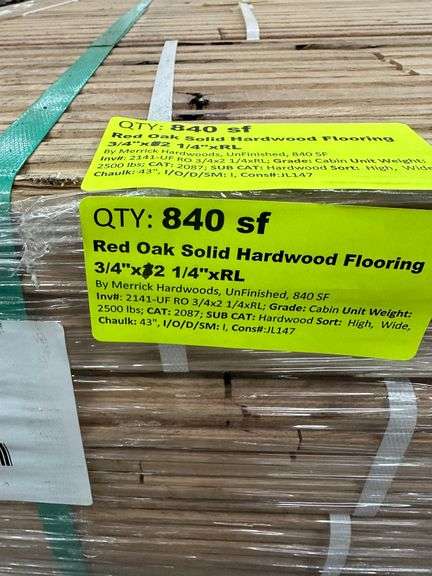 QTY: 840 sf
Red Oak Solid Hardwood Flooring
3/4"x2 1/4"xRL
By Merrick Hardwoods, UnFinished, 840 SF
Inv#: 2141-UF RO 3/4x2 1/4xRL; Grade: Cabin Unit Weight:
2500 lbs; CAT: 2087; SUB CAT: Hardwood Sort: High, Wide,
Chaulk: 43", I/O/D/SM: I, Cons#:JL147
QTY: 840 sf
Red Oak Solid Hardwood Flooring
3/4"x2 1/4"xRL
By Merrick Hardwoods, UnFinished, 840 SF
Inv#: 2141-UF RO 3/4x2 1/4xRL; Grade: Cabin Unit Weight:
2500 lbs; CAT: 2087; SUB CAT: Hardwood Sort: High, Wide,
Chaulk: 43", I/O/D/SM: I, Cons#:JL147